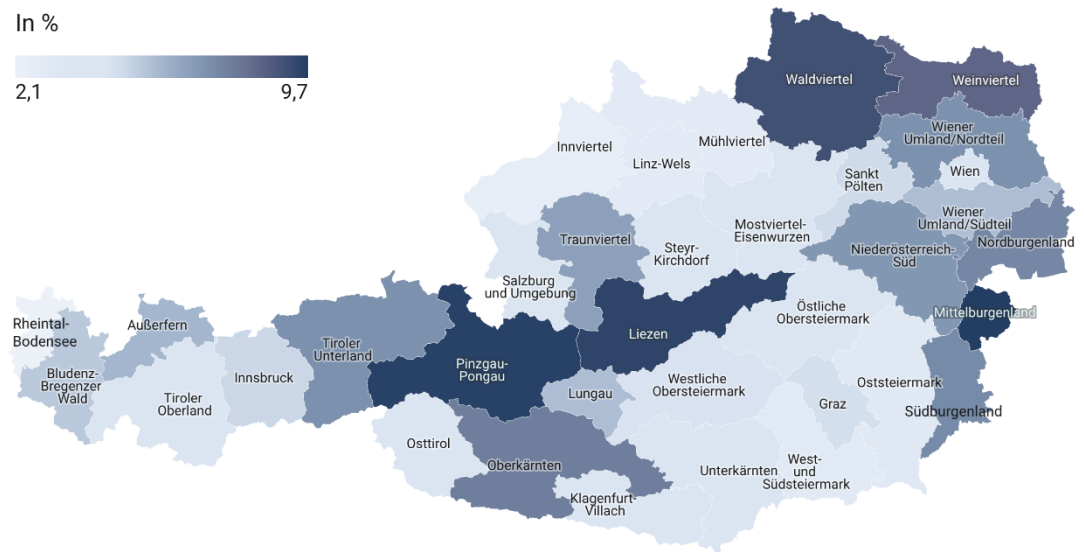 In %
2,1
9,7
Waldviertel
Weinviertel
Wiener
Umland/Nordteil
Mühlviertel
Innviertel
Linz-Wels
Wien
Sankt
Pölten
Wiener
Umland/Südteil
Mostviertel-
Eisenwurzen
Traunviertel
Steyr-
Kirchdorf
Nordburgenland
Niederösterreich-
Süd
Salzburg
und Umgebung
Östliche
Obersteiermark
Mittelburgenland
Rheintal-
Bodensee
Außerfern
Liezen
Tiroler
Unterland
Pinzgau-
Pongau
Bludenz-
Bregenzer
Wald
Innsbruck
Westliche
Obersteiermark
Oststeiermark
Lungau
Tiroler
Oberland
Graz
Südburgenland
Osttirol
Oberkärnten
Unterkärnten
West-
und
Südsteiermark
Klagenfurt-
Villach